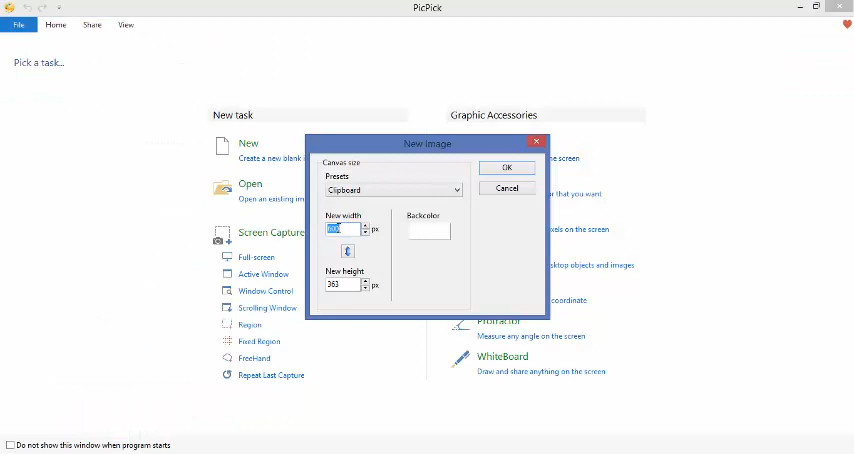 PicPick
File Home Share View
Pick a task...
New task
Graphic Accessories
New
Create a new blank i
Open
Open an existing im
Screen Capture
Full-screen
Active Window
Window Control
Scrolling Window
Region
Fixed Region
FreeHand
Repeat Last Capture
New Image
Canvas size
Presets
Clipboard
New width
600 px
Backcolor
New height
363 px
OK
Cancel
the screen
or that you want
xels on the screen
sktop objects and items
coordinate
Protractor
Measure any angle on the screen
WhiteBoard
Draw and share anything on the screen
Do not show this window when program starts